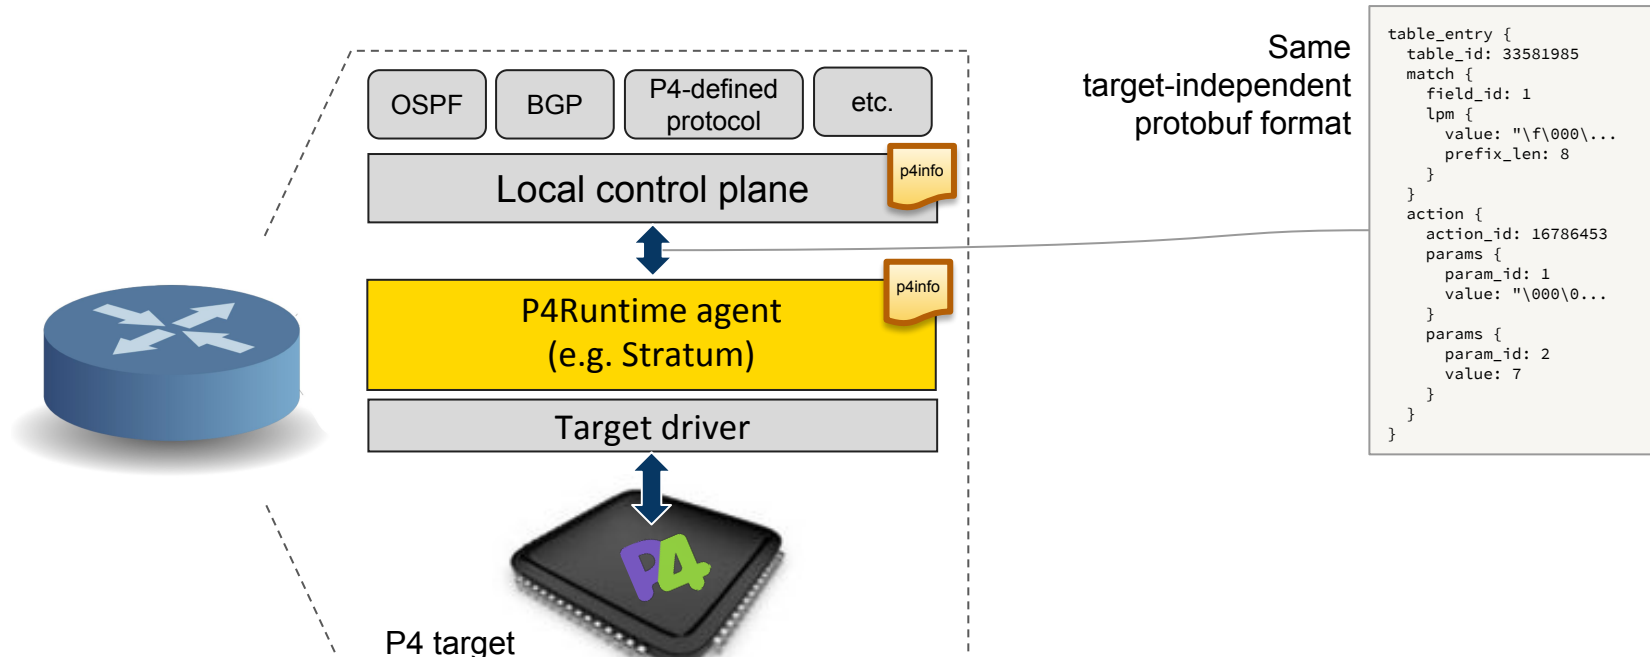 OSPF
BGP
P4-defined
protocol
etc.
Local control plane
p4info
P4Runtime agent
(e.g. Stratum)
p4info
Target driver
P4
P4 target
Same
target-independent
protobuf format
table_entry {
  table_id: 33581985
  match {
    field_id: 1
    lpm {
      value: "\f\000\...
      prefix_len: 8
    }
  }
  action {
    action_id: 16786453
    params {
      param_id: 1
      value: "\000\0...
    }
    params {
      param_id: 2
      value: 7
    }
  }
}